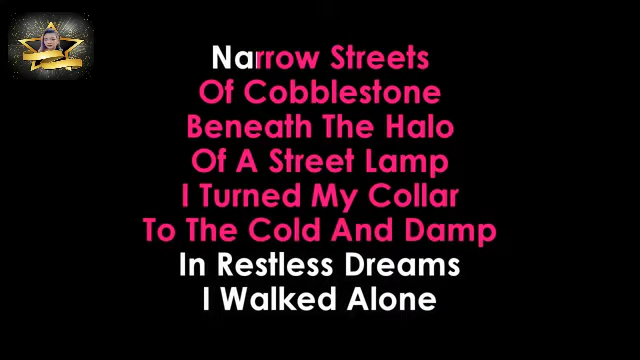 Narrow Streets
Of Cobblestone
Beneath The Halo
Of A Street Lamp
I Turned My Collar
To The Cold And Damp
In Restless Dreams
I Walked Alone